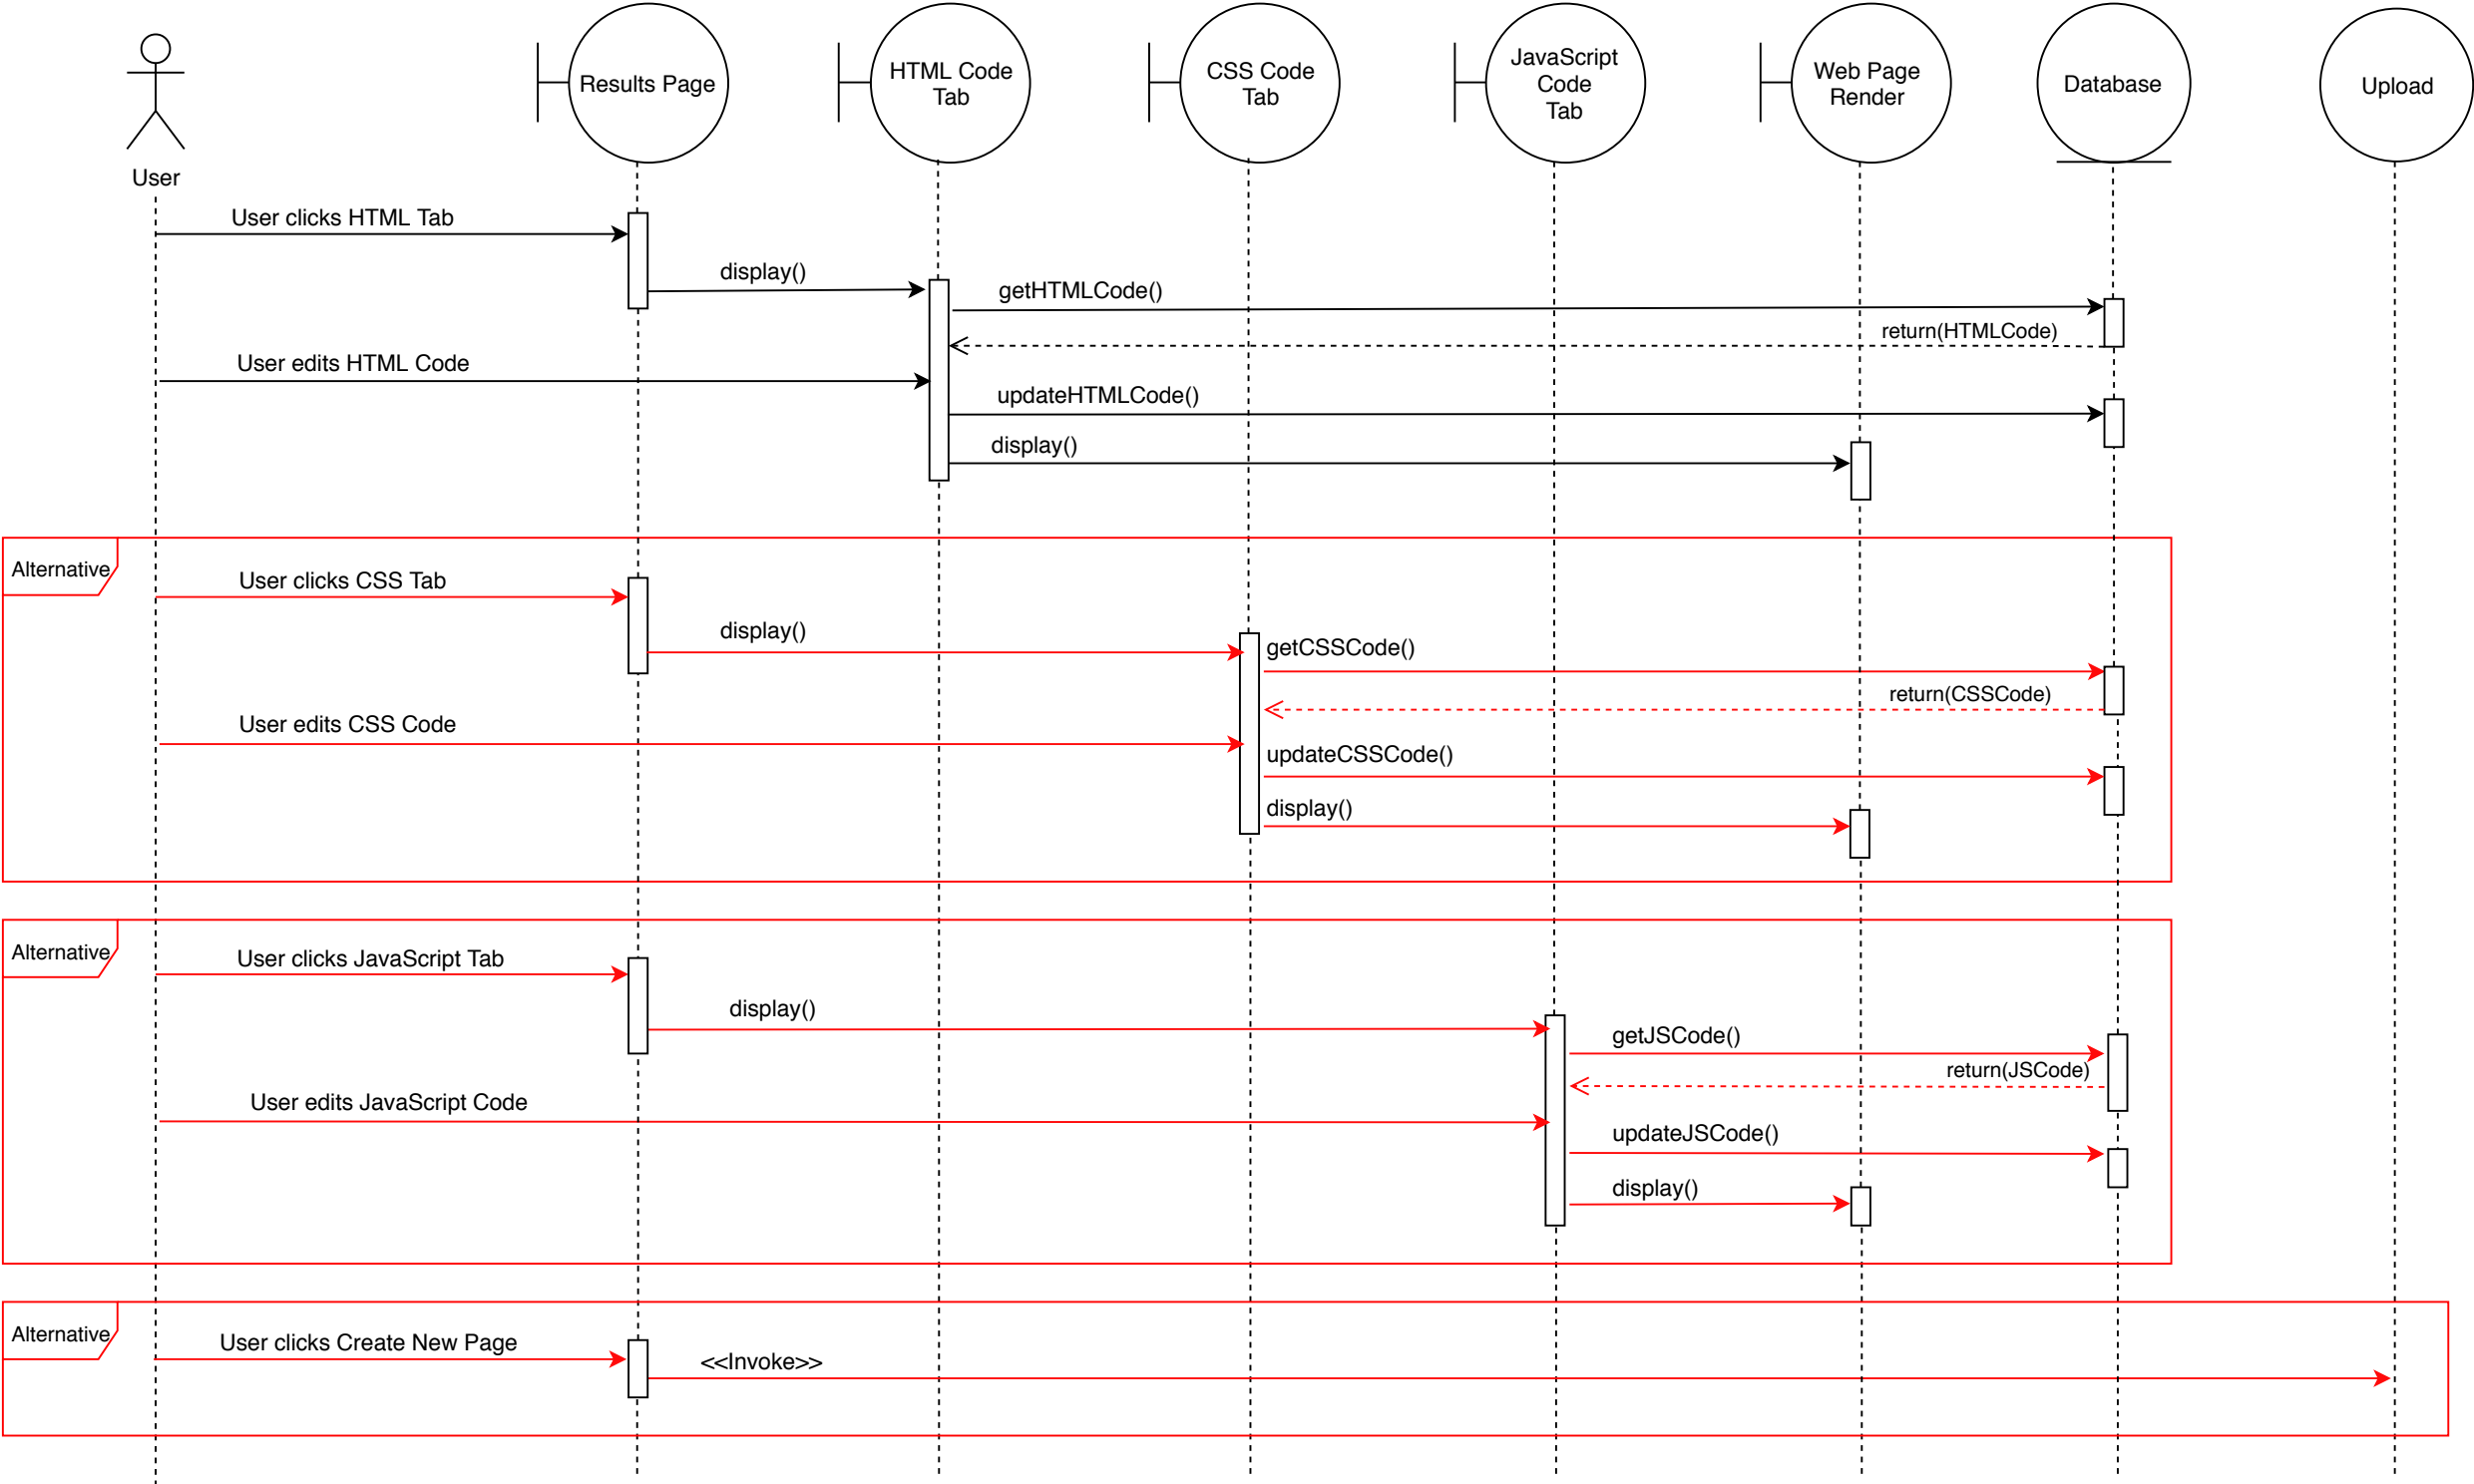 Results Page
HTML Code
Tab
CSS Code
Tab
JavaScript
Code
Tab
Web Page
Render
Database
Upload
User
User clicks HTML Tab
display()
getHTMLCode()
return(HTMLCode)
User edits HTML Code
updateHTMLCode()
display()
Alternative
User clicks CSS Tab
display()
getCSSCode()
return(CSSCode)
User edits CSS Code
updateCSSCode()
display()
Alternative
User clicks JavaScript Tab
display()
getJSCode()
return(JSCode)
User edits JavaScript Code
updateJSCode()
display()
Alternative
User clicks Create New Page
<<Invoke>>